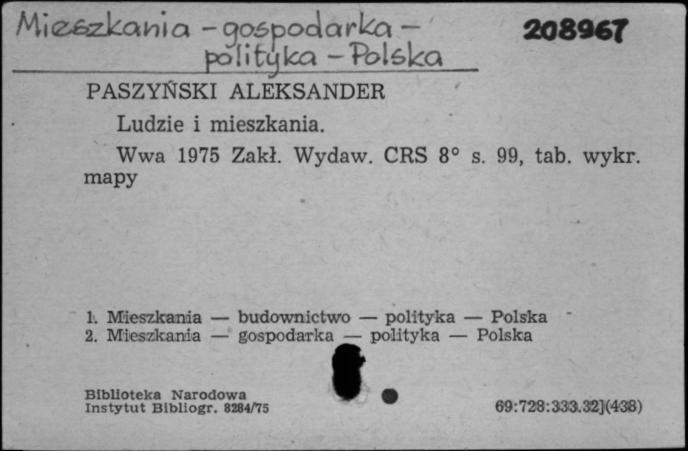 Mieszkania - gospodarka -
polityka - Polska
208967
PASZYŃSKI ALEKSANDER
Ludzie i mieszkania.
Wwa 1975 Zakł. Wydaw. CRS 8° s. 99, tab. wykr.
mapy
1. Mieszkania — budownictwo — polityka — Polska
2. Mieszkania — gospodarka — polityka — Polska
Biblioteka Narodowa
Instytut Bibliogr. 8284/75
69:728:333.32](438)